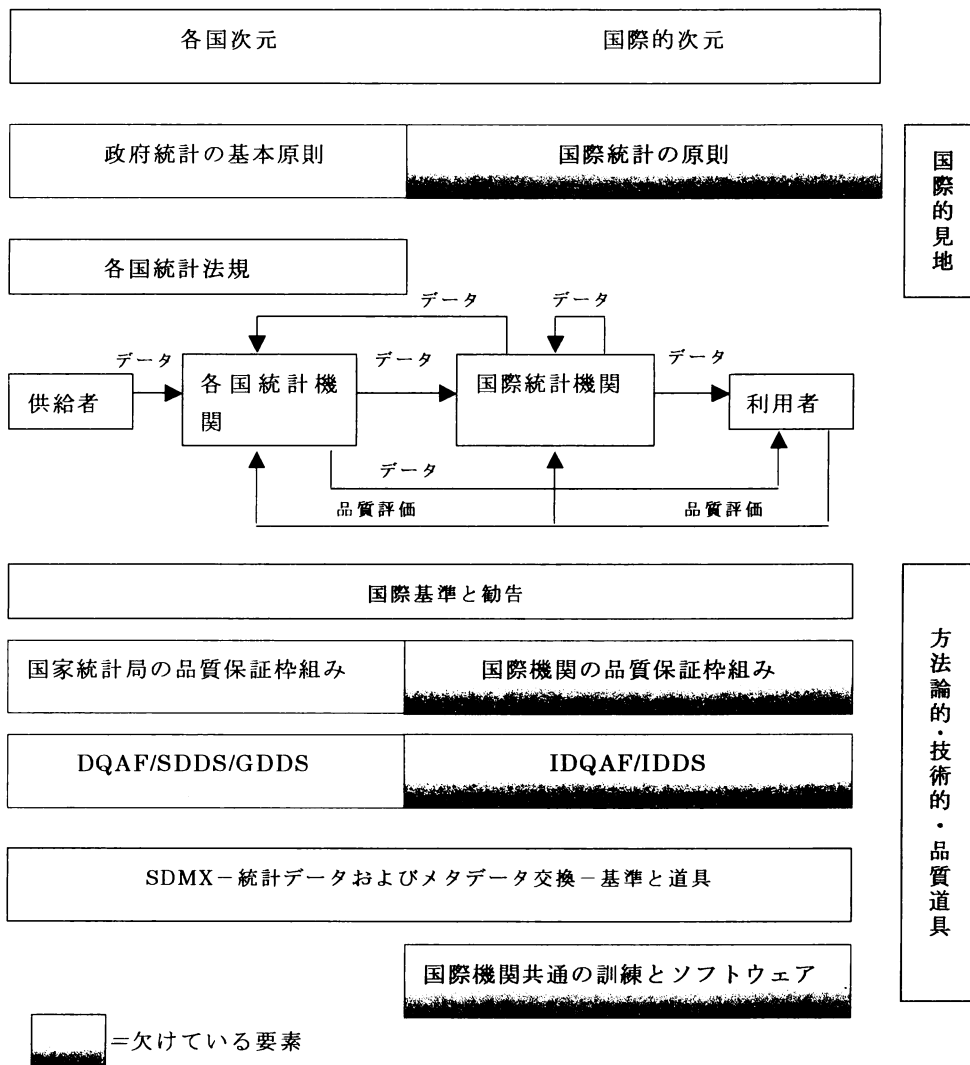 各国次元 国際的次元
政府統計の基本原則 国際統計の原則
国際的見地
各国統計法規
データ データ
データ データ データ
供給者 各国統計機関 国際統計機関 利用者
データ
品質評価 品質評価
国際基準と勧告
国家統計局の品質保証枠組み 国際機関の品質保証枠組み
DQAF/SDDS/GDDS IDQAF/IDDS
方法論的・技術的・品質道具
SDMX－統計データおよびメタデータ交換－基準と道具
国際機関共通の訓練とソフトウェア
＝欠けている要素